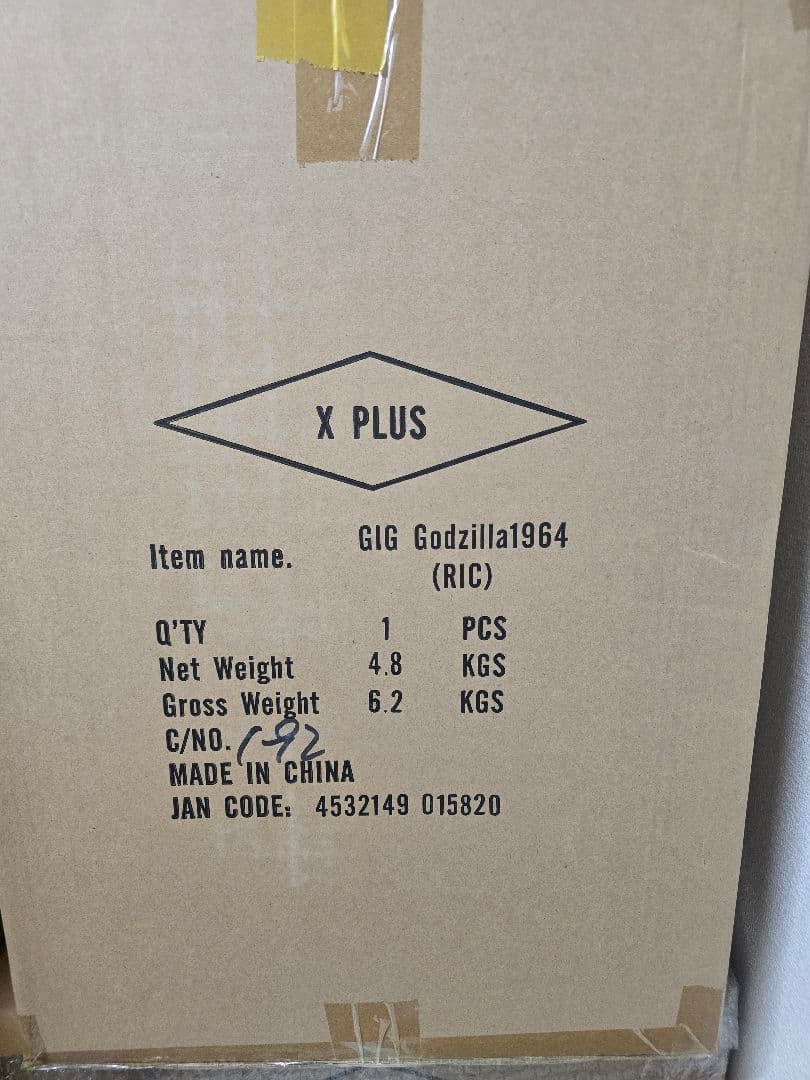 X PLUS
Item name. GIG Godzilla1964
(RIC)
Q'TY 1 PCS
Net Weight 4.8 KGS
Gross Weight 6.2 KGS
C/NO. 192
MADE IN CHINA
JAN CODE: 4532149 015820